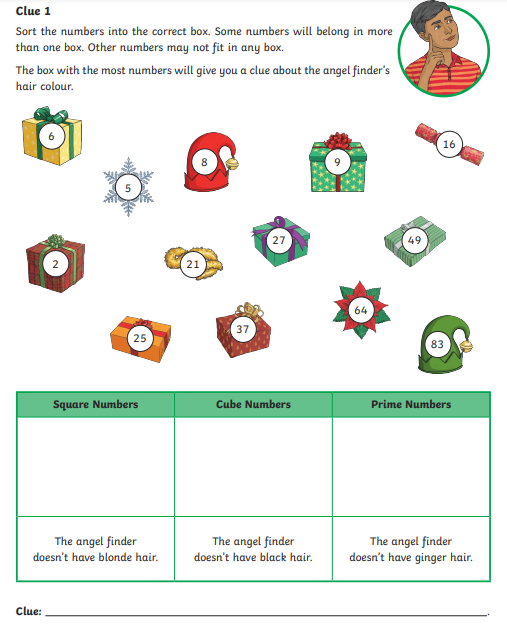 Clue 1
Sort the numbers into the correct box. Some numbers will belong in more
than one box. Other numbers may not fit in any box.
The box with the most numbers will give you a clue about the angel finder's
hair colour.
6
5
8
9
16
2
21
27
49
25
37
64
83
Square Numbers
Cube Numbers
Prime Numbers
The angel finder
doesn't have blonde hair.
The angel finder
doesn't have black hair.
The angel finder
doesn't have ginger hair.
Clue: .